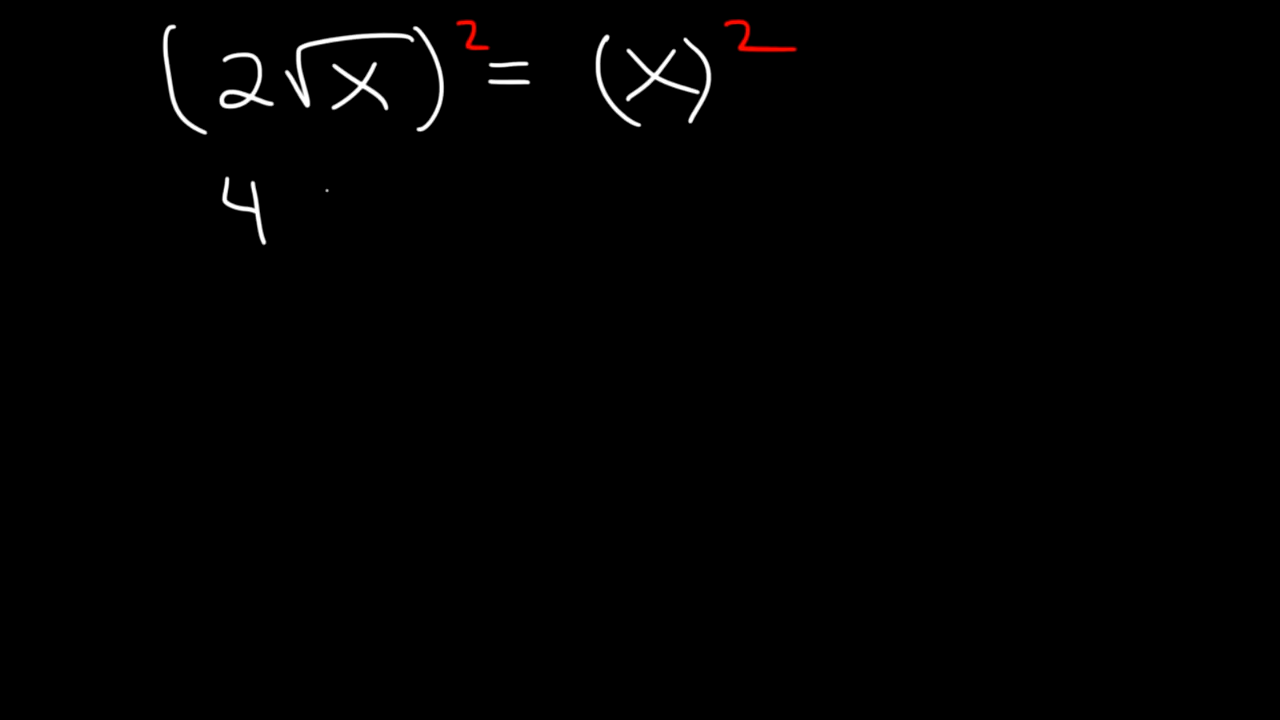 (2√x)² = (x)²
4